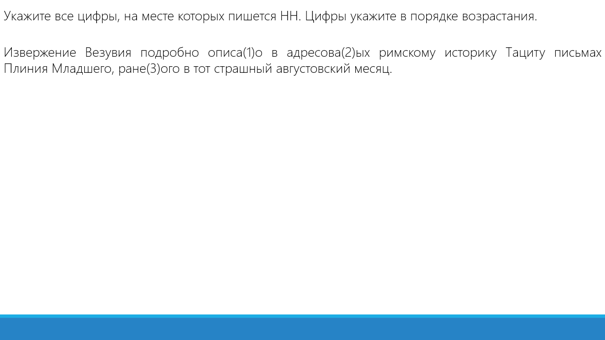 Укажите все цифры, на месте которых пишется НН. Цифры укажите в порядке возрастания.
Извержение Везувия подробно описа(1)о в адресова(2)ых римскому историку Тациту письмах
Плиния Младшего, ране(3)ого в тот страшный августовский месяц.